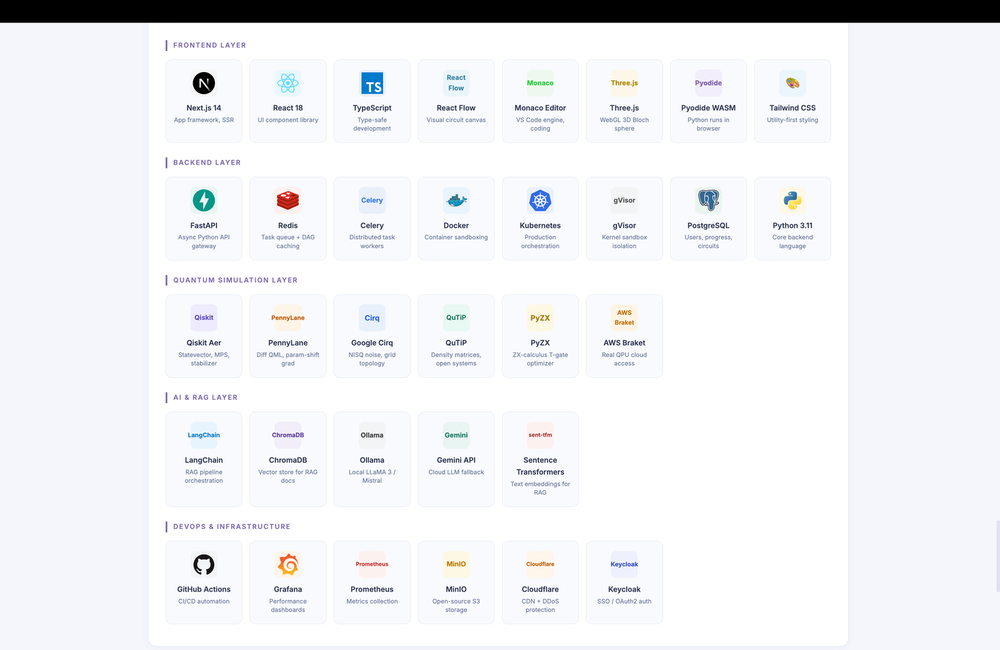 FRONTEND LAYER
N
TS
React
Flow
Monaco
Three.js
Pyodide
Next.js 14
React 18
TypeScript
React Flow
Monaco Editor
Three.js
Pyodide WASM
Tailwind CSS
App framework, SSR
UI component library
Type-safe
development
Visual circuit canvas
VS Code engine,
coding
WebGL 3D Bloch
sphere
Python runs in
browser
Utility-first styling
BACKEND LAYER
Celery
gVisor
FastAPI
Redis
Celery
Docker
Kubernetes
gVisor
PostgreSQL
Python 3.11
Async Python API
gateway
Task queue + DAG
caching
Distributed task
workers
Container sandboxing
Production
orchestration
Kernel sandbox
isolation
Users, progress,
circuits
Core backend
language
QUANTUM SIMULATION LAYER
Qiskit
PennyLane
Cirq
QuTiP
PyZX
AWS
Braket
Qiskit Aer
PennyLane
Google Cirq
QuTiP
PyZX
AWS Braket
Statevector, MPS,
stabilizer
Diff QML, param-shift
grad
NISQ noise, grid
topology
Density matrices,
open systems
ZX-calculus T-gate
optimizer
Real QPU cloud
access
AI & RAG LAYER
LangChain
ChromaDB
Ollama
Gemini
sent-tfm
LangChain
ChromaDB
Ollama
Gemini API
Sentence
Transformers
RAG pipeline
orchestration
Vector store for RAG
docs
Local LLaMA 3 /
Mistral
Cloud LLM fallback
Text embeddings for
RAG
DEVOPS & INFRASTRUCTURE
Prometheus
MinIO
Cloudflare
Keycloak
GitHub Actions
Grafana
Prometheus
MinIO
Cloudflare
Keycloak
CI/CD automation
Performance
dashboards
Metrics collection
Open-source S3
storage
CDN + DDoS
protection
SSO / OAuth2 auth